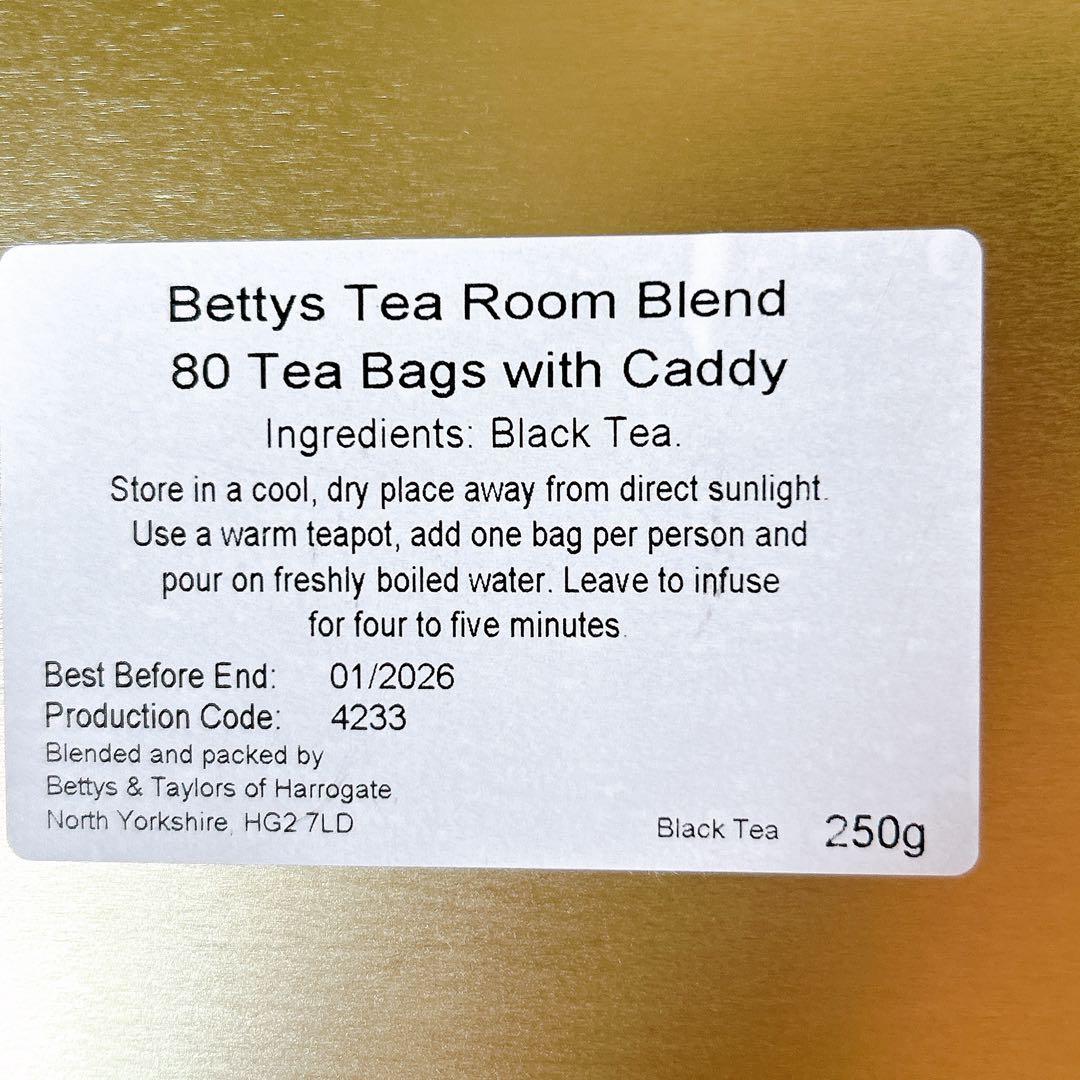 Bettys Tea Room Blend
80 Tea Bags with Caddy
Ingredients: Black Tea.
Store in a cool, dry place away from direct sunlight.
Use a warm teapot, add one bag per person and
pour on freshly boiled water. Leave to infuse
for four to five minutes.
Best Before End: 01/2026
Production Code: 4233
Blended and packed by
Bettys & Taylors of Harrogate
North Yorkshire, HG2 7LD
Black Tea 250g